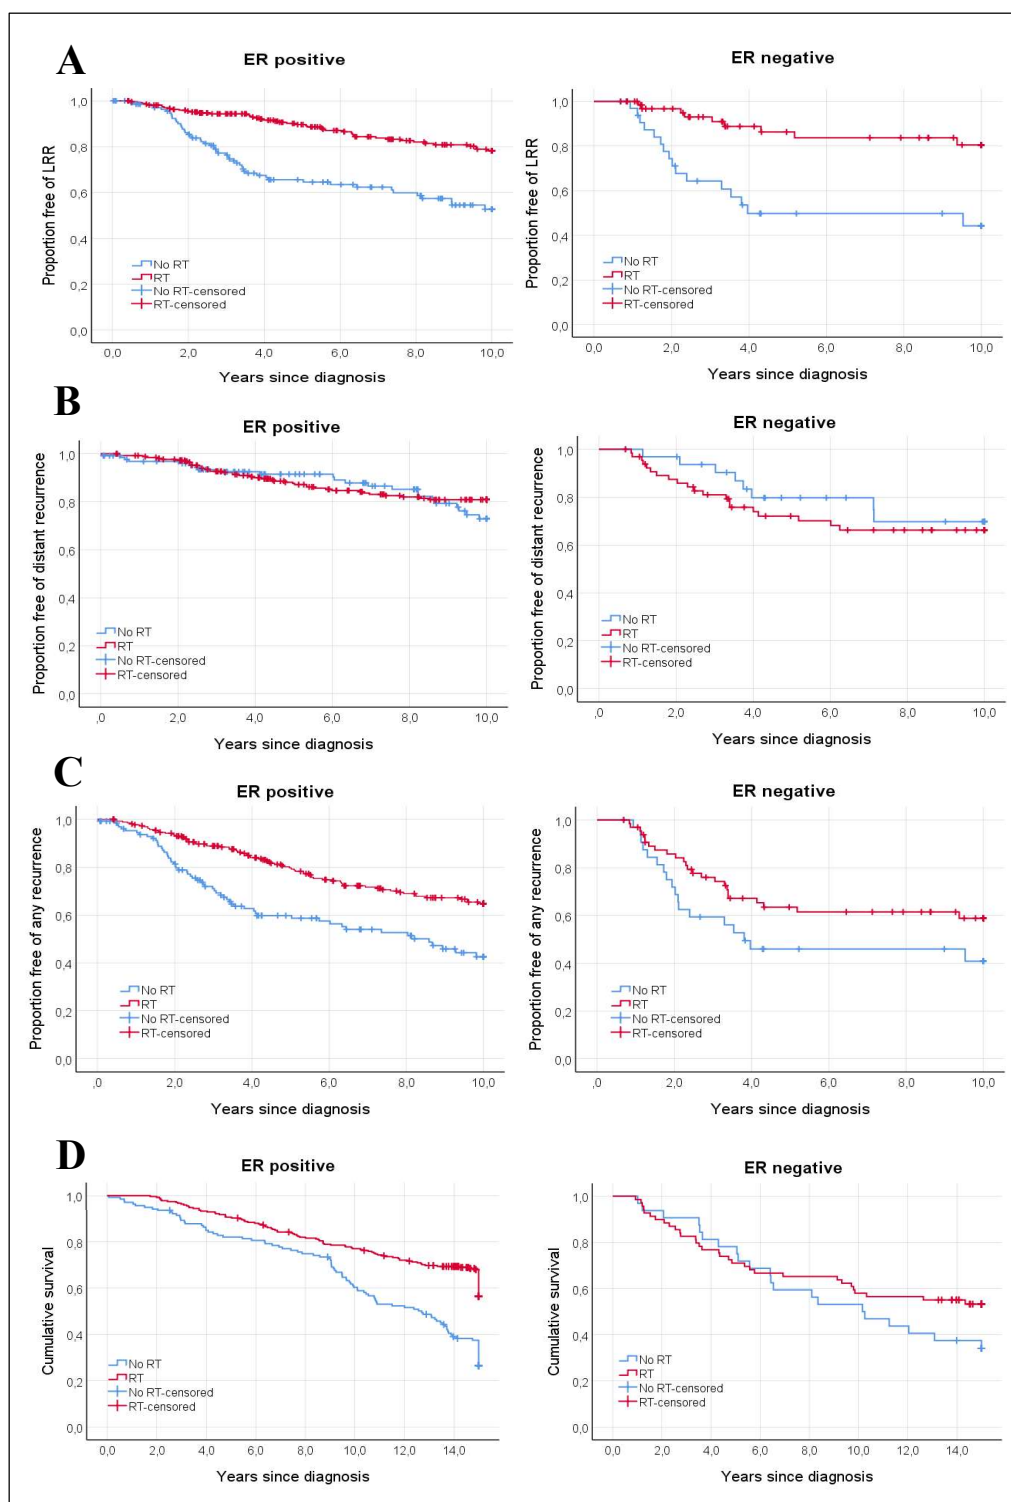 A
ER positive
Proportion free of LRR
1,0
0,8
0,6
0,4
0,2
0,0
No RT
RT
No RT-censored
RT-censored
0,0 2,0 4,0 6,0 8,0 10,0
Years since diagnosis
ER negative
Proportion free of LRR
1,0
0,8
0,6
0,4
0,2
0,0
No RT
RT
No RT-censored
RT-censored
0,0 2,0 4,0 6,0 8,0 10,0
Years since diagnosis
B
ER positive
Proportion free of distant recurrence
1,0
0,8
0,6
0,4
0,2
0,0
No RT
RT
No RT-censored
RT-censored
,0 2,0 4,0 6,0 8,0 10,0
Years since diagnosis
ER negative
Proportion free of distant recurrence
1,0
0,8
0,6
0,4
0,2
0,0
No RT
RT
No RT-censored
RT-censored
,0 2,0 4,0 6,0 8,0 10,0
Years since diagnosis
C
ER positive
Proportion free of any recurrence
1,0
0,8
0,6
0,4
0,2
0,0
No RT
RT
No RT-censored
RT-censored
,0 2,0 4,0 6,0 8,0 10,0
Years since diagnosis
ER negative
Proportion free of any recurrence
1,0
0,8
0,6
0,4
0,2
0,0
No RT
RT
No RT-censored
RT-censored
,0 2,0 4,0 6,0 8,0 10,0
Years since diagnosis
D
ER positive
Cumulative survival
1,0
0,8
0,6
0,4
0,2
0,0
No RT
RT
No RT-censored
RT-censored
0,0 2,0 4,0 6,0 8,0 10,0 12,0 14,0
Years since diagnosis
ER negative
Cumulative survival
1,0
0,8
0,6
0,4
0,2
0,0
No RT
RT
No RT-censored
RT-censored
0,0 2,0 4,0 6,0 8,0 10,0 12,0 14,0
Years since diagnosis